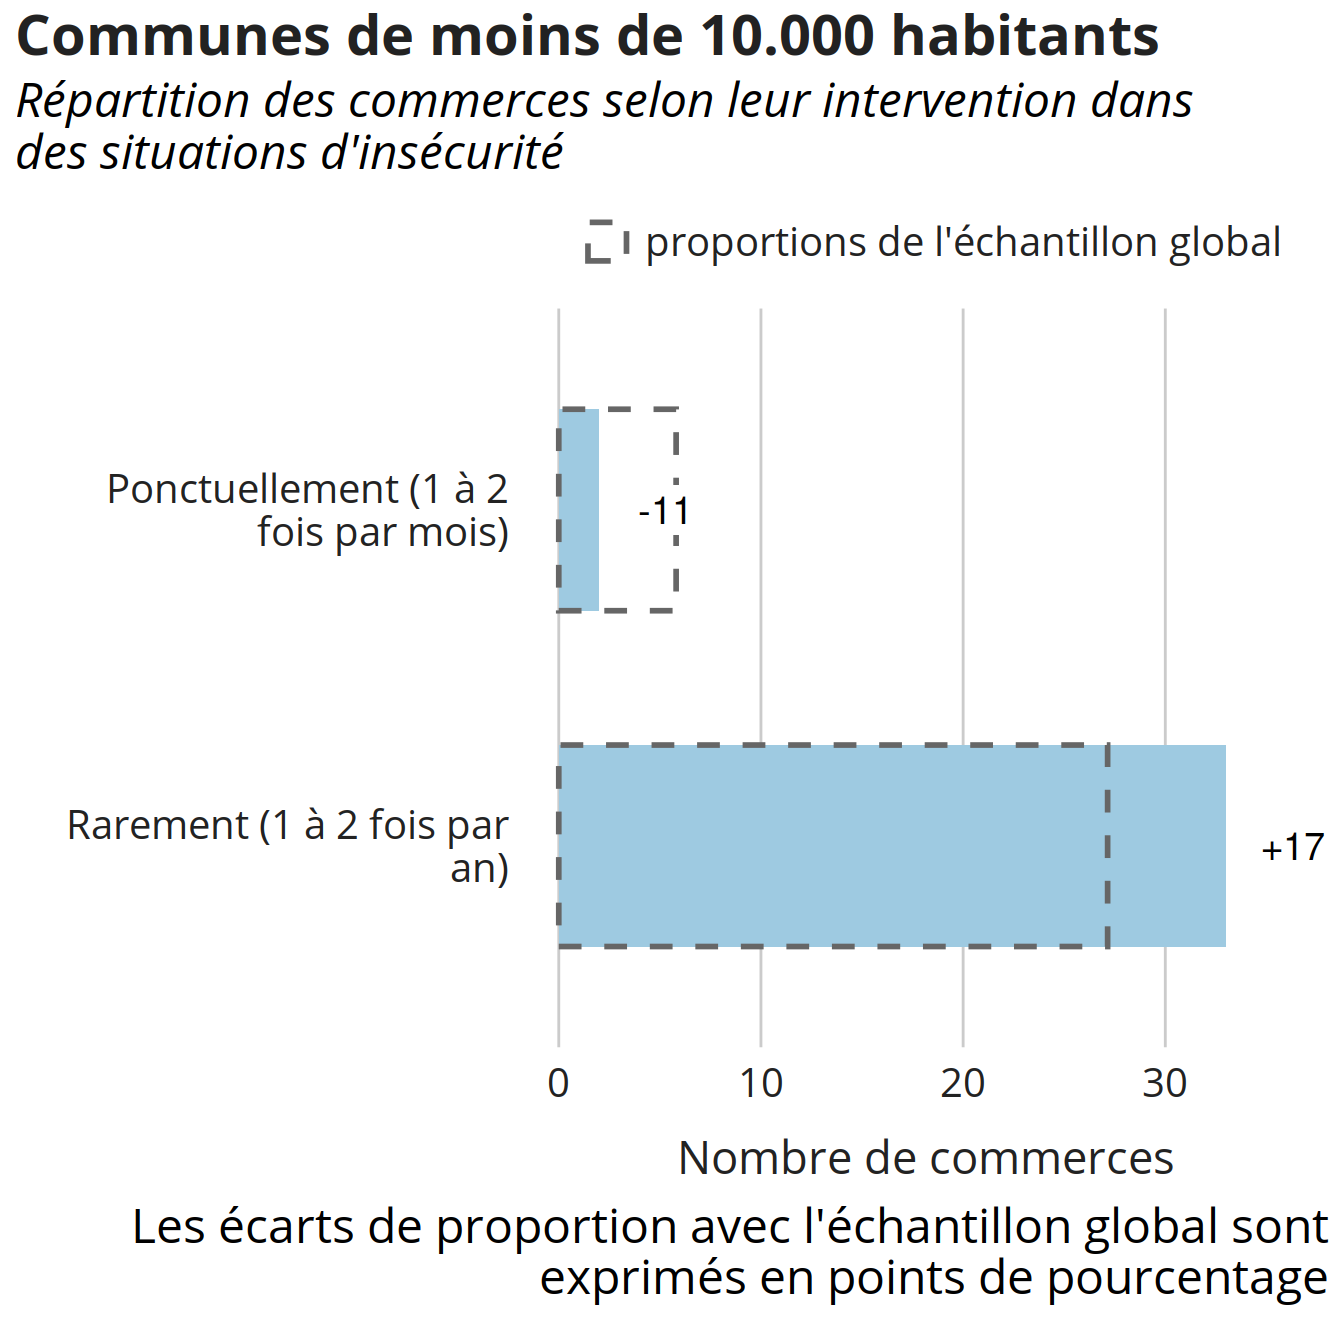 Communes de moins de 10.000 habitants
Répartition des commerces selon leur intervention dans
des situations d'insécurité
proportions de l'échantillon global
Ponctuellement (1 à 2
fois par mois)
-11
Rarement (1 à 2 fois par
an)
+17
0 10 20 30
Nombre de commerces
Les écarts de proportion avec l'échantillon global sont
exprimés en points de pourcentage